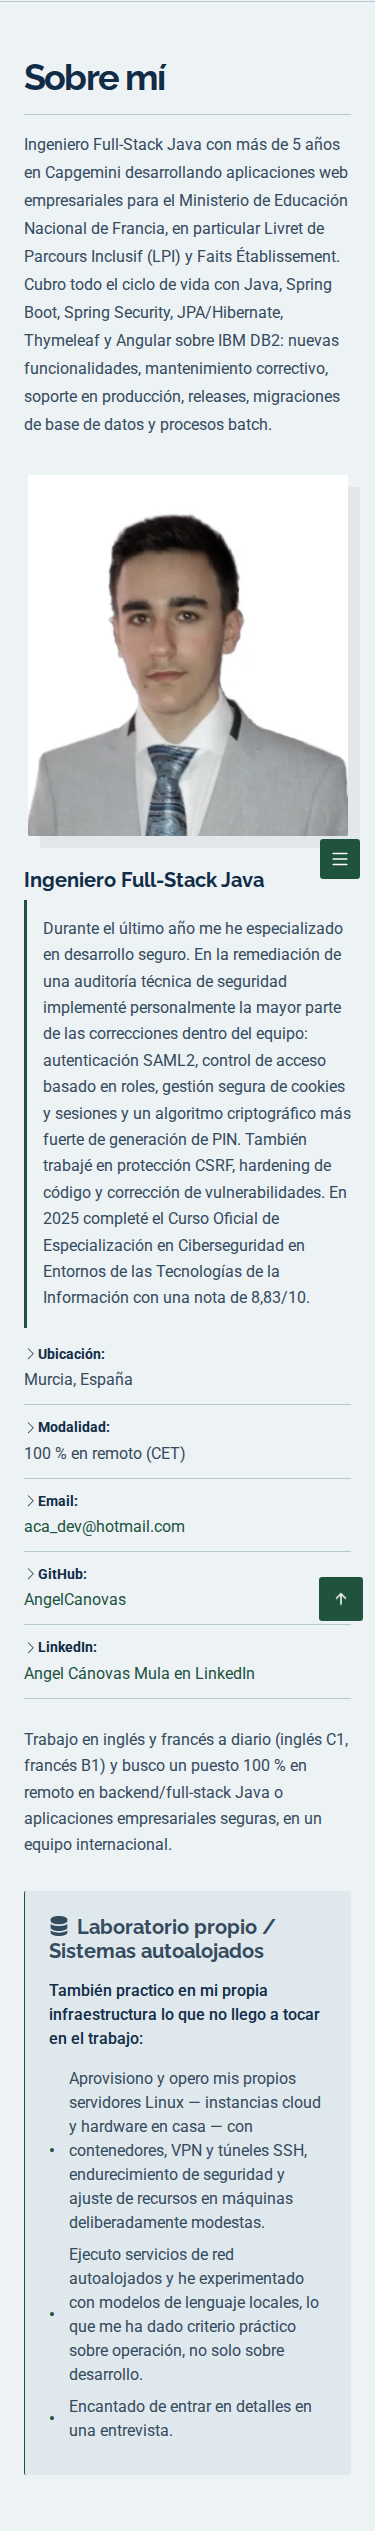 Sobre mí
Ingeniero Full-Stack Java con más de 5 años
en Capgemini desarrollando aplicaciones web
empresariales para el Ministerio de Educación
Nacional de Francia, en particular Livret de
Parcours Inclusif (LPI) y Faits Établissement.
Cubro todo el ciclo de vida con Java, Spring
Boot, Spring Security, JPA/Hibernate,
Thymeleaf y Angular sobre IBM DB2: nuevas
funcionalidades, mantenimiento correctivo,
soporte en producción, releases, migraciones
de base de datos y procesos batch.
Ingeniero Full-Stack Java
Durante el último año me he especializado
en desarrollo seguro. En la remediación de
una auditoría técnica de seguridad
implementé personalmente la mayor parte
de las correcciones dentro del equipo:
autenticación SAML2, control de acceso
basado en roles, gestión segura de cookies
y sesiones y un algoritmo criptográfico más
fuerte de generación de PIN. También
trabajé en protección CSRF, hardening de
código y corrección de vulnerabilidades. En
2025 completé el Curso Oficial de
Especialización en Ciberseguridad en
Entornos de las Tecnologías de la
Información con una nota de 8,83/10.
Ubicación:
Murcia, España
Modalidad:
100 % en remoto (CET)
Email:
aca_dev@hotmail.com
GitHub:
AngelCanovas
LinkedIn:
Angel Cánovas Mula en LinkedIn
Trabajo en inglés y francés a diario (inglés C1,
francés B1) y busco un puesto 100 % en
remoto en backend/full-stack Java o
aplicaciones empresariales seguras, en un
equipo internacional.
Laboratorio propio /
Sistemas autoalojados
También practico en mi propia
infraestructura lo que no llego a tocar
en el trabajo:
Aprovisiono y opero mis propios
servidores Linux — instancias cloud
y hardware en casa — con
• contenedores, VPN y túneles SSH,
endurecimiento de seguridad y
ajuste de recursos en máquinas
deliberadamente modestas.
Ejecuto servicios de red
autoalojados y he experimentado
con modelos de lenguaje locales, lo
• que me ha dado criterio práctico
sobre operación, no solo sobre
desarrollo.
• Encantado de entrar en detalles en
una entrevista.